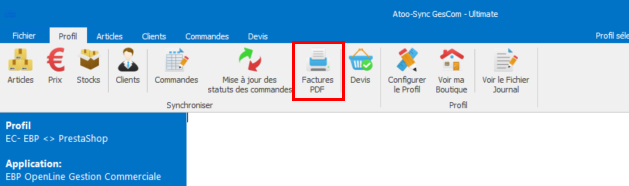 Atoo-Sync GesCom - Ultimate
Fichier Profil Articles Clients Commandes Devis Profil séle
Articles Prix Stocks Clients Commandes Mise à jour des statuts des commandes Factures PDF Devis Configurer le Profil Voir ma Boutique Voir le Fichier Journal
Synchroniser Profil
Profil
EC- EBP <> PrestaShop
Application:
EBP OpenLine Gestion Commerciale